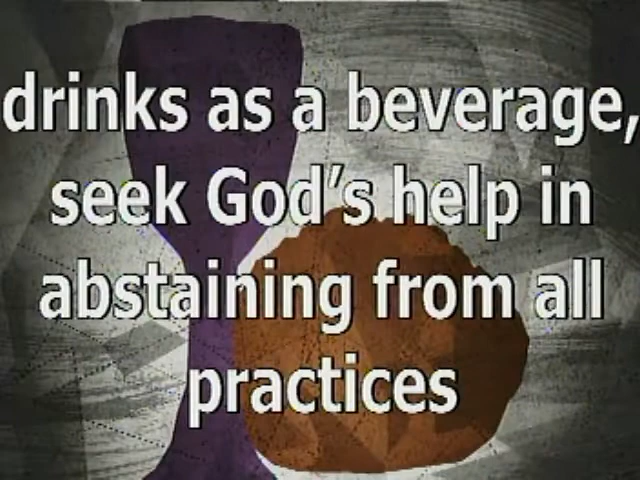 drinks as a beverage,
seek God's help in
abstaining from all
practices